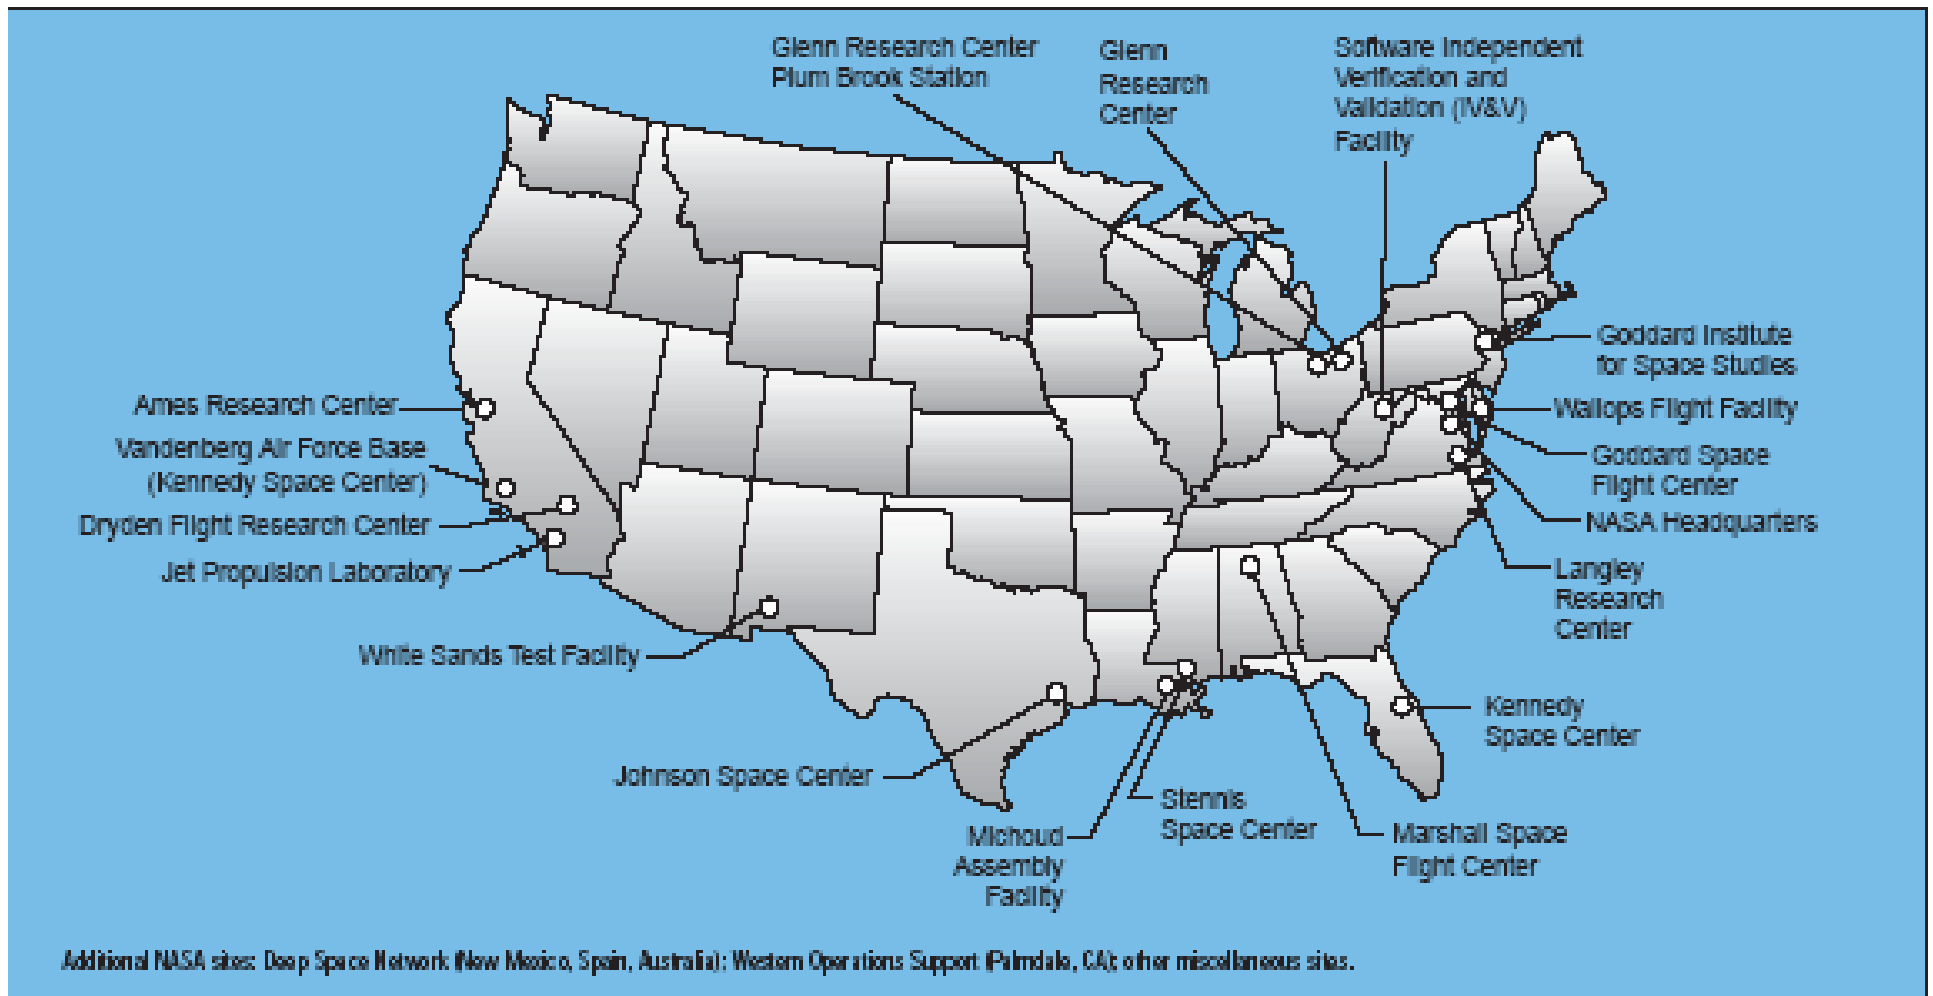 Glenn Research Center
Plum Brook Station
Glenn
Research
Center
Software Independent
Verification and
Validation (IV&V)
Facility
Goddard Institute
for Space Studies
Ames Research Center
Wallops Flight Facility
Vandenberg Air Force Base
(Kennedy Space Center)
Goddard Space
Flight Center
Dryden Flight Research Center
NASA Headquarters
Jet Propulsion Laboratory
Langley
Research
Center
White Sands Test Facility
Kennedy
Space Center
Johnson Space Center
Stennis
Space Center
Michoud
Assembly
Facility
Marshall Space
Flight Center
Additional NASA sites: Deep Space Network (New Mexico, Spain, Australia); Western Operations Support (Palmdale, CA); other miscellaneous sites.